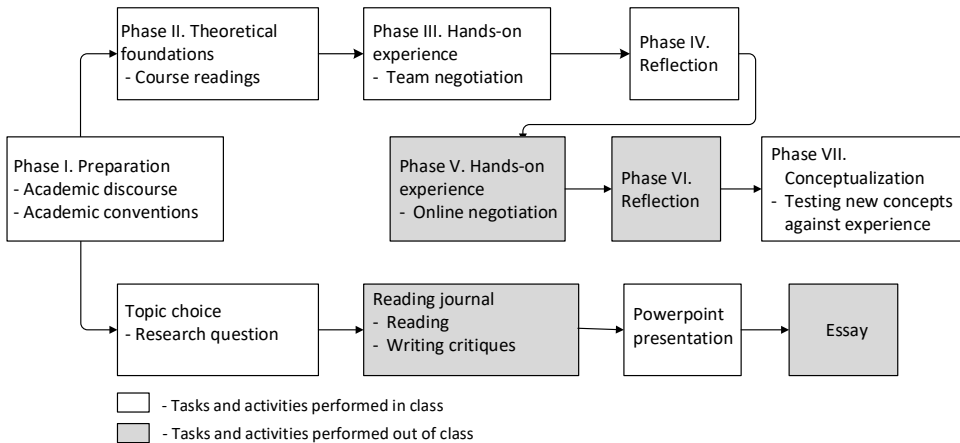 Phase II. Theoretical
foundations
- Course readings
Phase III. Hands-on
experience
- Team negotiation
Phase IV.
Reflection
Phase I. Preparation
- Academic discourse
- Academic conventions
Phase V. Hands-on
experience
- Online negotiation
Phase VI.
Reflection
Phase VII.
Conceptualization
- Testing new concepts
against experience
Topic choice
- Research question
Reading journal
- Reading
- Writing critiques
Powerpoint
presentation
Essay
- Tasks and activities performed in class
- Tasks and activities performed out of class